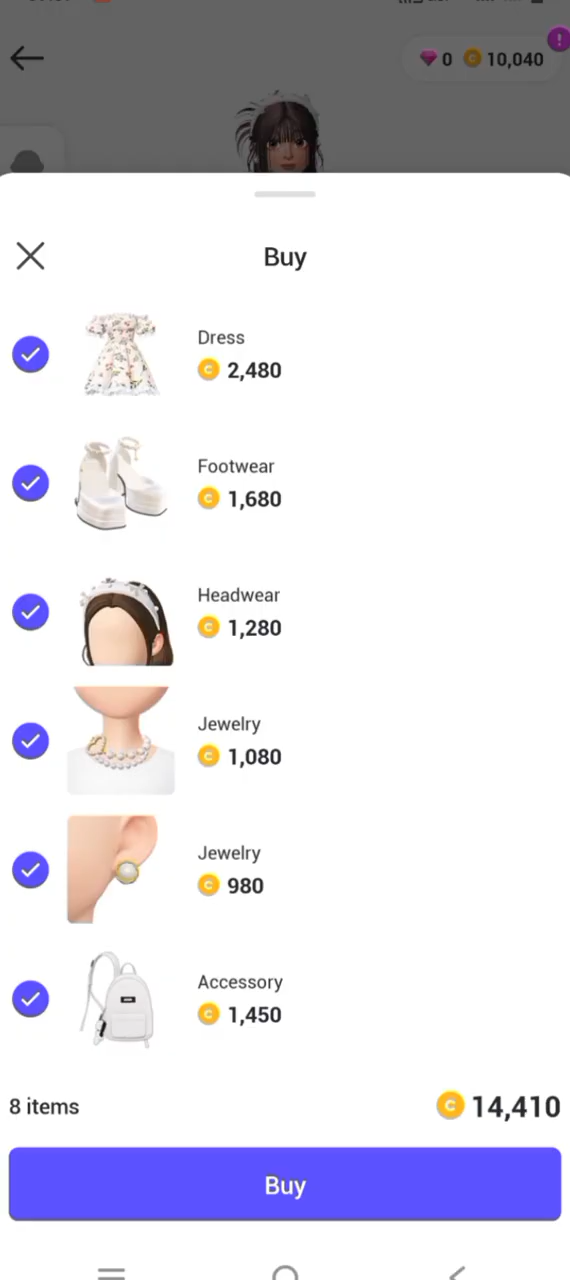 0 10,040
Buy
Dress
2,480
Footwear
1,680
Headwear
1,280
Jewelry
1,080
Jewelry
980
Accessory
1,450
8 items 14,410
Buy